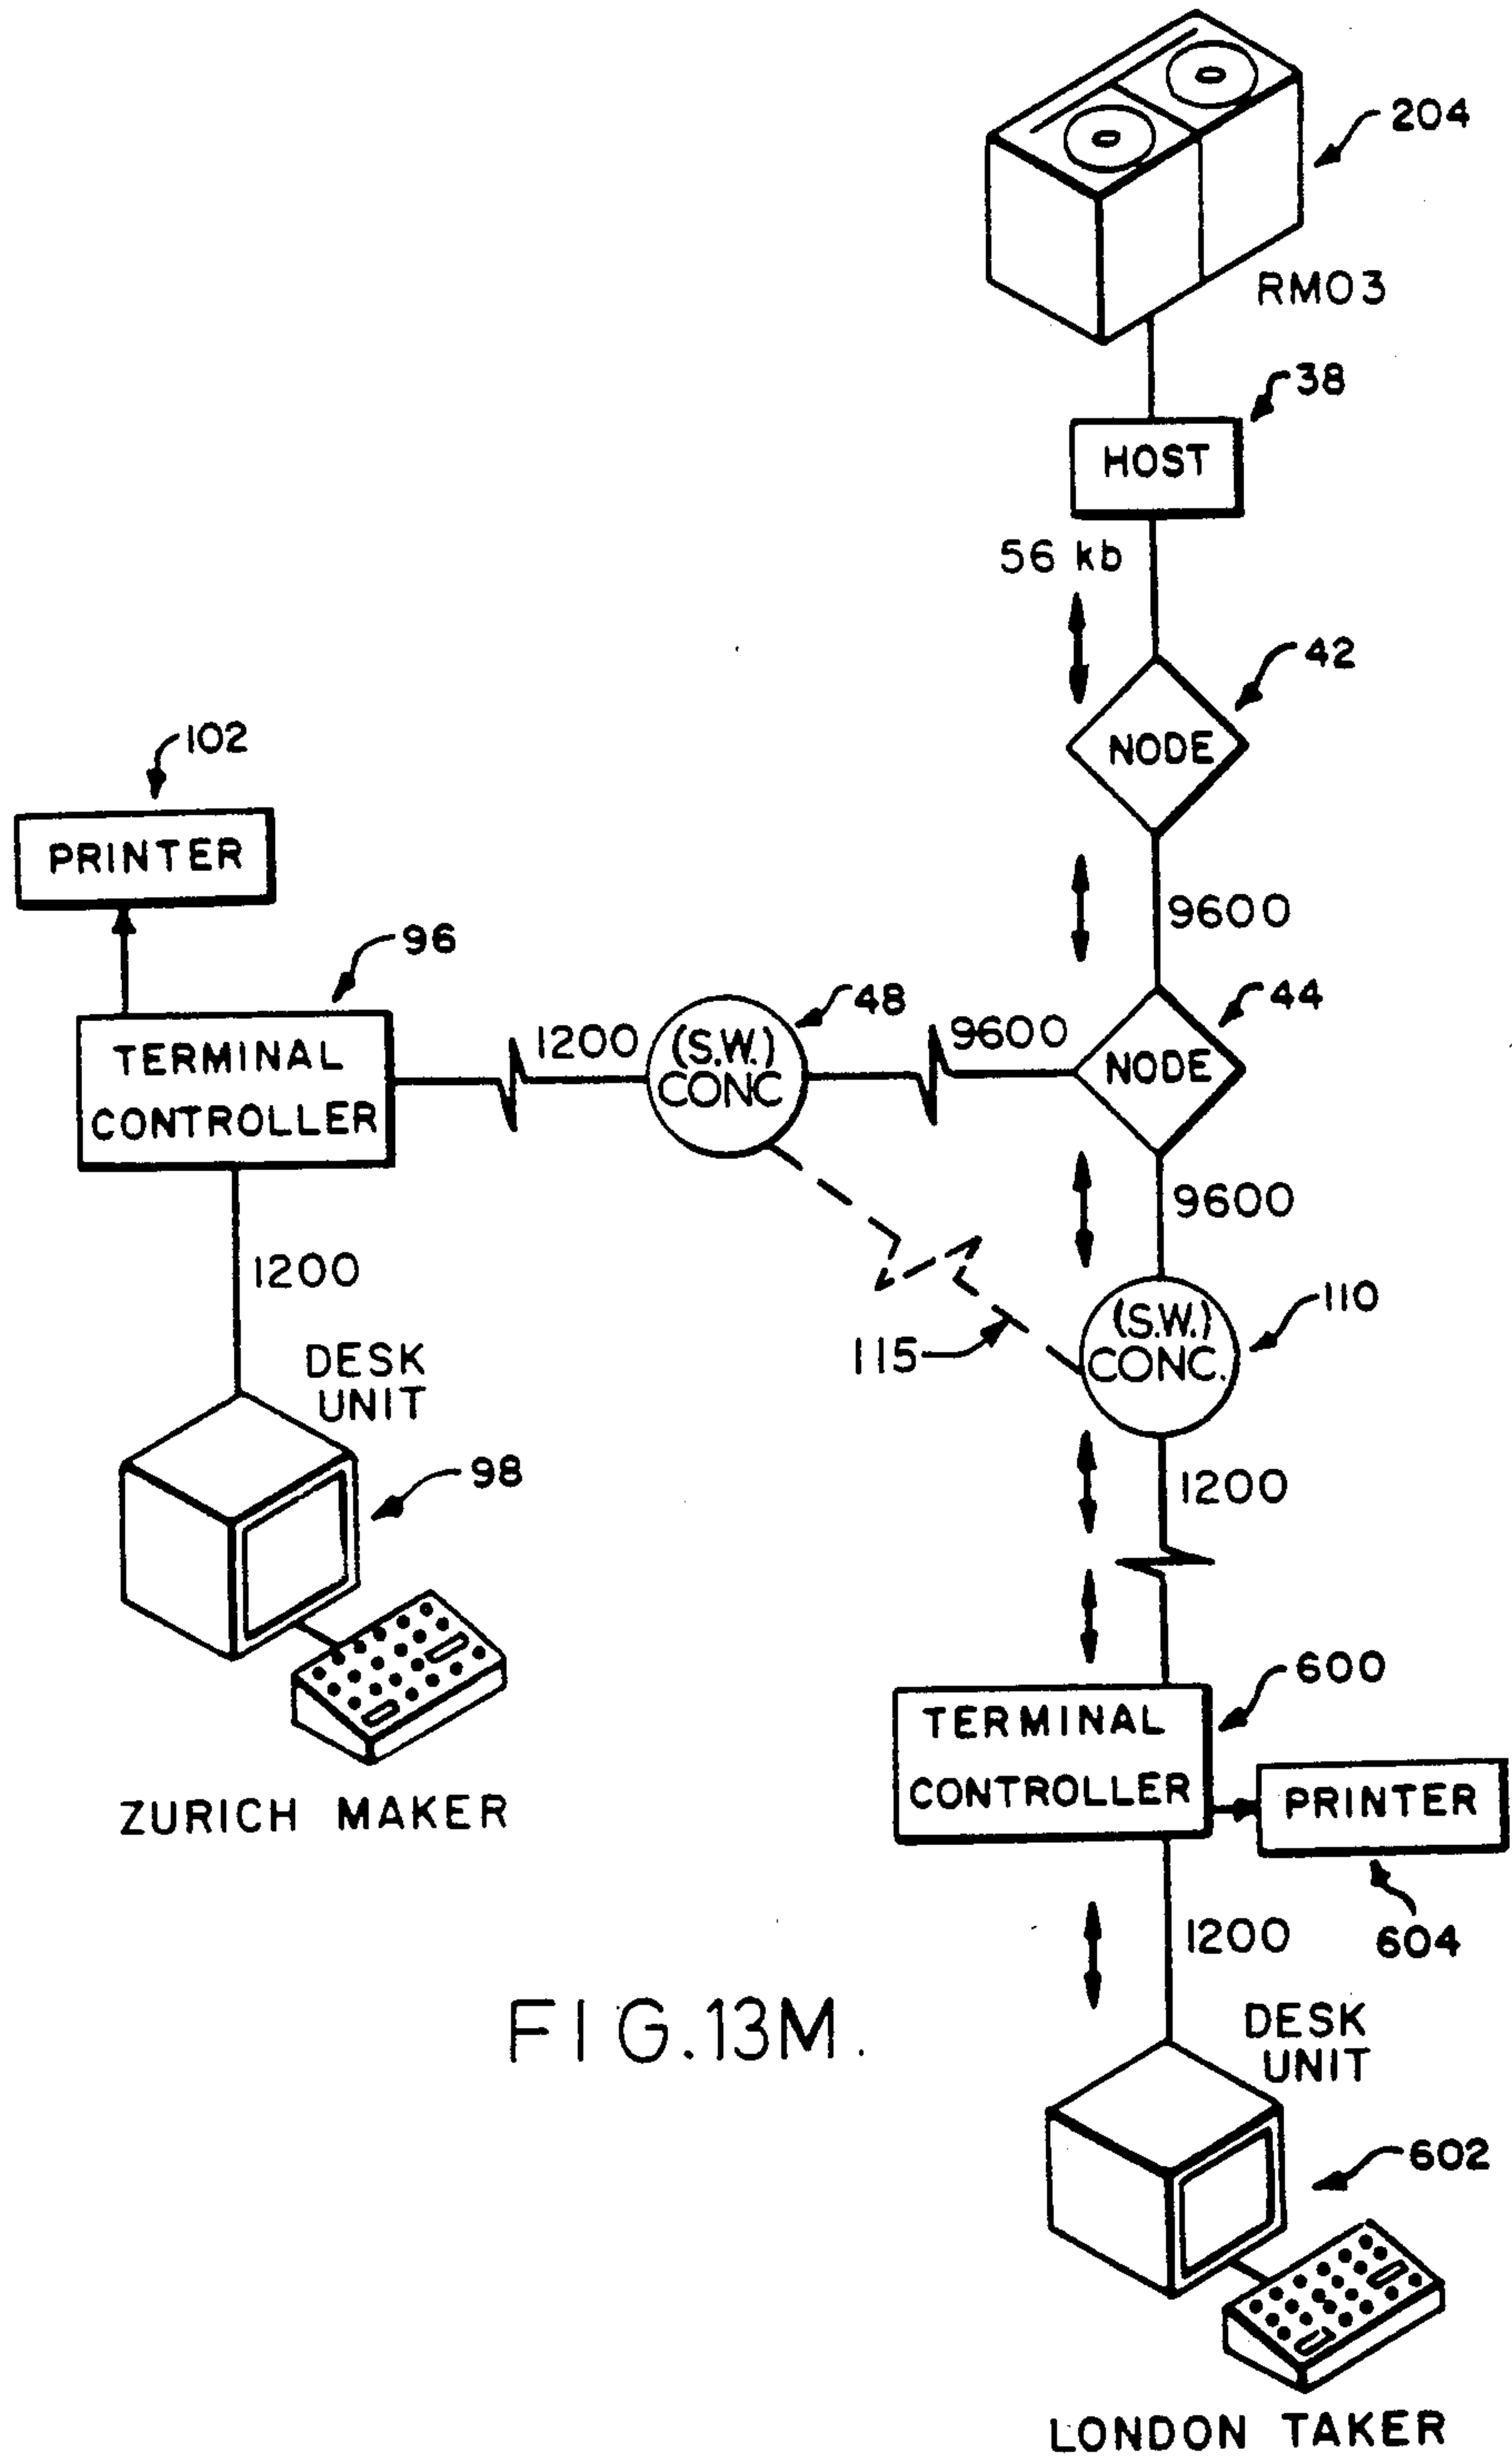 204
RM03
38
HOST
56 kb
42
NODE
102
PRINTER
9600
96
48
44
TERMINAL
CONTROLLER
1200
(S.W.)
CONC
9600
NODE
9600
1200
110
(S.W.)
CONC.
115
DESK
UNIT
98
1200
600
TERMINAL
CONTROLLER
PRINTER
ZURICH MAKER
604
1200
FIG.13M.
DESK
UNIT
602
LONDON TAKER